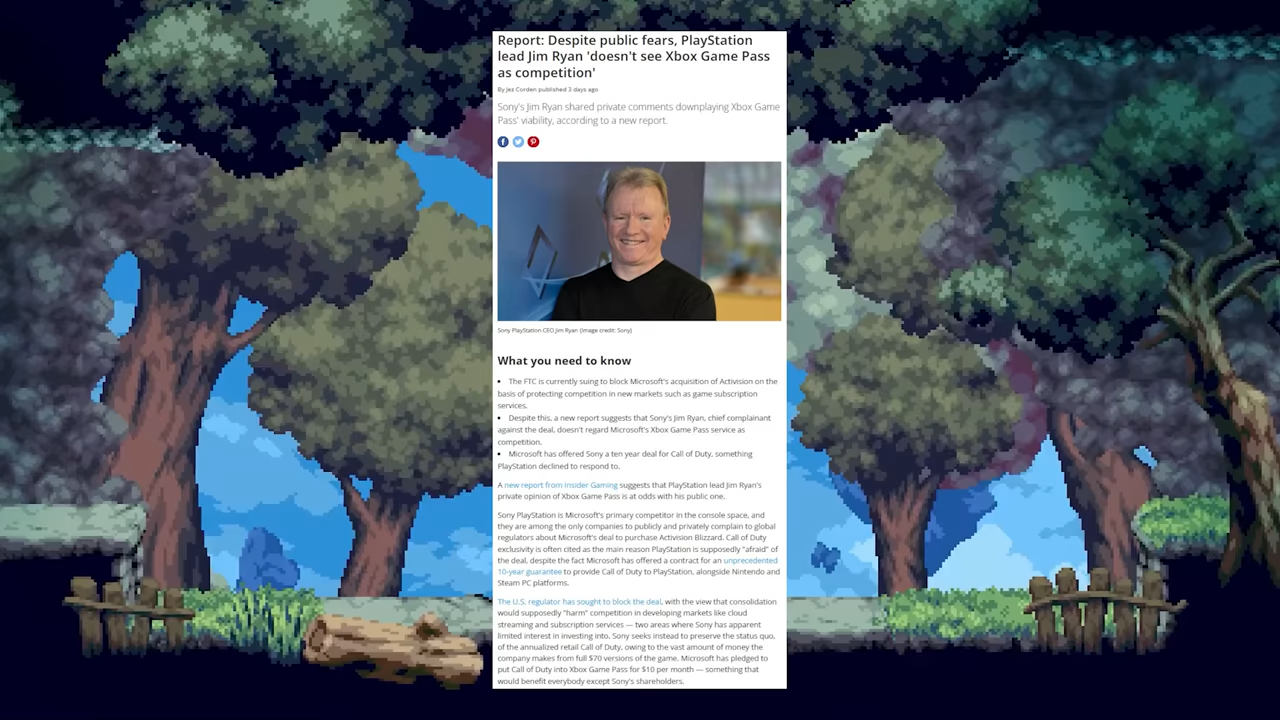 Report: Despite public fears, PlayStation
lead Jim Ryan 'doesn't see Xbox Game Pass
as competition'
By Jez Corden published 3 days ago
Sony's Jim Ryan shared private comments downplaying Xbox Game
Pass' viability, according to a new report.
Sony PlayStation CEO Jim Ryan (Image credit: Sony)
What you need to know
• The FTC is currently suing to block Microsoft's acquisition of Activision on the
basis of protecting competition in new markets such as game subscription
services.
• Despite this, a new report suggests that Sony's Jim Ryan, chief complainant
against the deal, doesn't regard Microsoft's Xbox Game Pass service as
competition.
• Microsoft has offered Sony a ten year deal for Call of Duty, something
PlayStation declined to respond to.
A new report from Insider Gaming suggests that PlayStation lead Jim Ryan's
private opinion of Xbox Game Pass is at odds with his public one.
Sony PlayStation is Microsoft's primary competitor in the console space, and
they are among the only companies to publicly and privately complain to global
regulators about Microsoft's deal to purchase Activision Blizzard. Call of Duty
exclusivity is often cited as the main reason PlayStation is supposedly "afraid" of
the deal, despite the fact Microsoft has offered a contract for an unprecedented
10-year guarantee to provide Call of Duty to PlayStation, alongside Nintendo and
Steam PC platforms.
The U.S. regulator has sought to block the deal, with the view that consolidation
would supposedly "harm" competition in developing markets like cloud
streaming and subscription services — two areas where Sony has apparent
limited interest in investing into. Sony seeks instead to preserve the status quo,
of the annualized retail Call of Duty, owing to the vast amount of money the
company makes from full $70 versions of the game. Microsoft has pledged to
put Call of Duty into Xbox Game Pass for $10 per month — something that
would benefit everybody except Sony's shareholders.